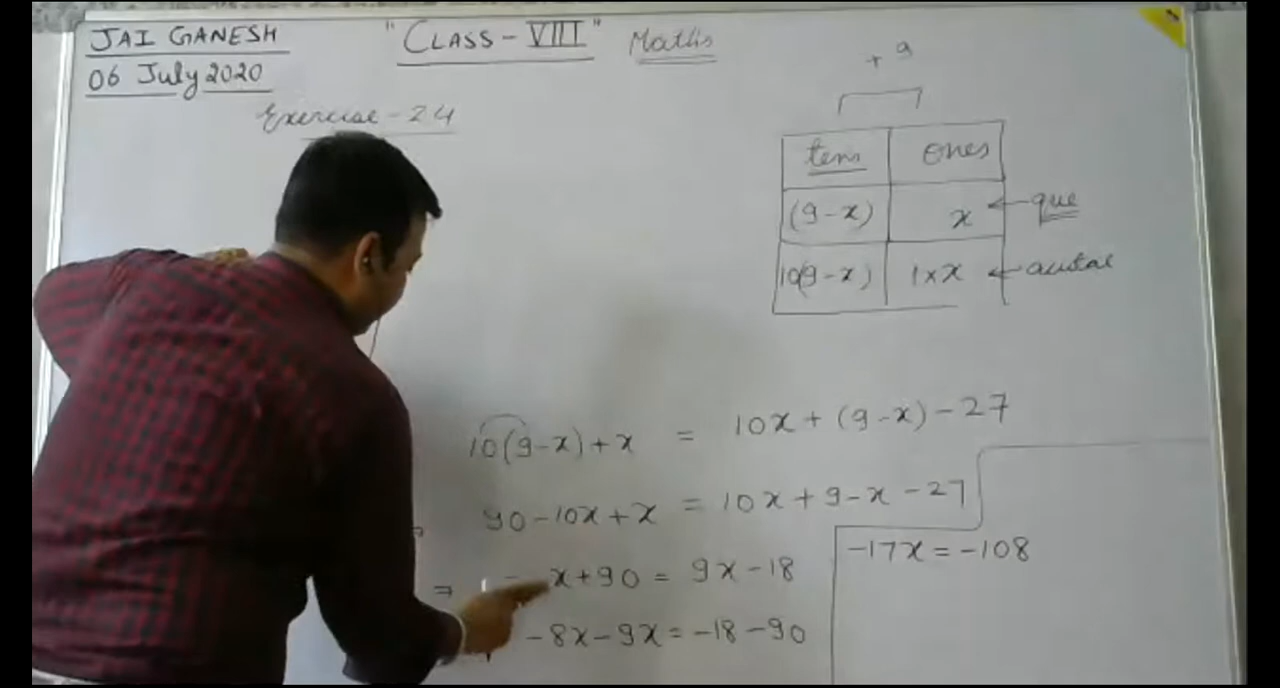 JAI GANESH
06 July 2020
"CLASS-VIII" Maths
Exercise-24
+ 9
tens ones
(9-x) x ← que
10(9-x) 1×x ← acutal
10(9-x)+x = 10x+(9-x)-27
90-10x+x = 10x+9-x-27
⇒ x+90 = 9x-18
-8x-9x=-18-90
-17x=-108